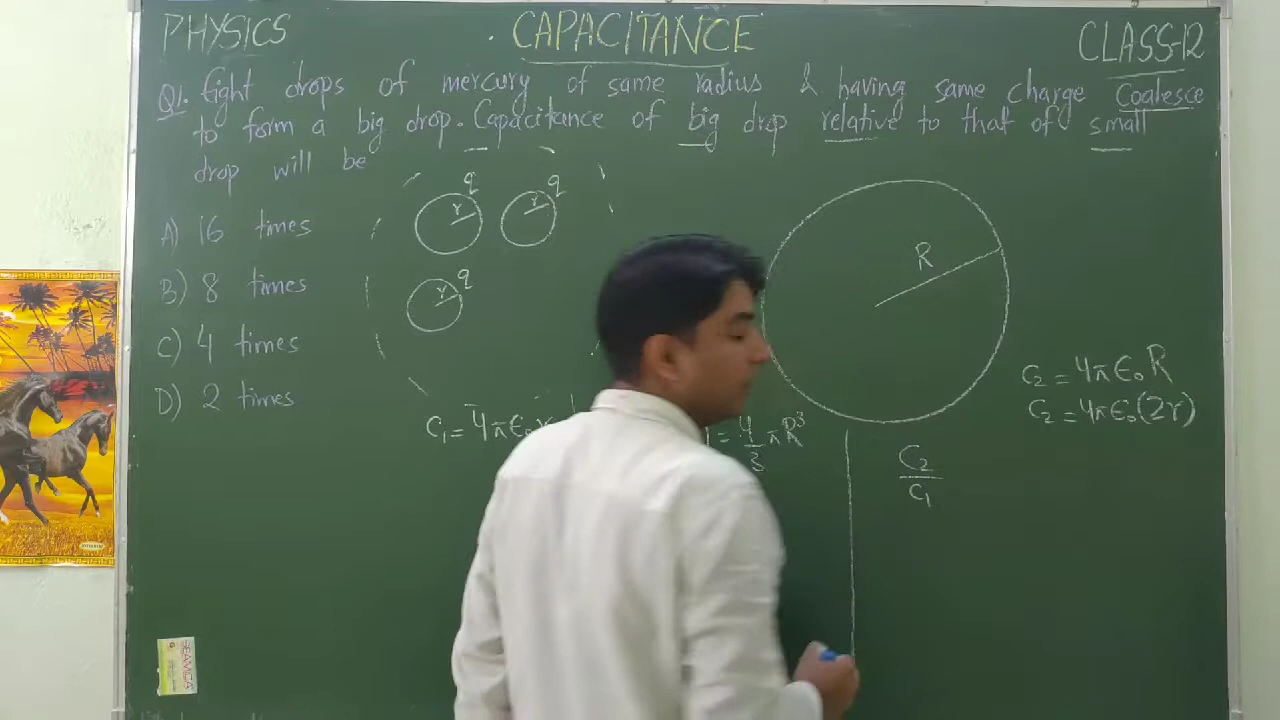 PHYSICS
CAPACITANCE
CLASS-12
Q1. Eight drops of mercury of same radius & having same charge Coalesce
to form a big drop. Capacitance of big drop relative to that of small
drop will be
A) 16 times
B) 8 times
C) 4 times
D) 2 times
q
q
r
r
q
r
R
C₁ = 4πϵ₀r
= 4/3 πR³
C₂ = 4πϵ₀R
C₂ = 4πϵ₀(2r)
C₂/C₁
SEAMICA